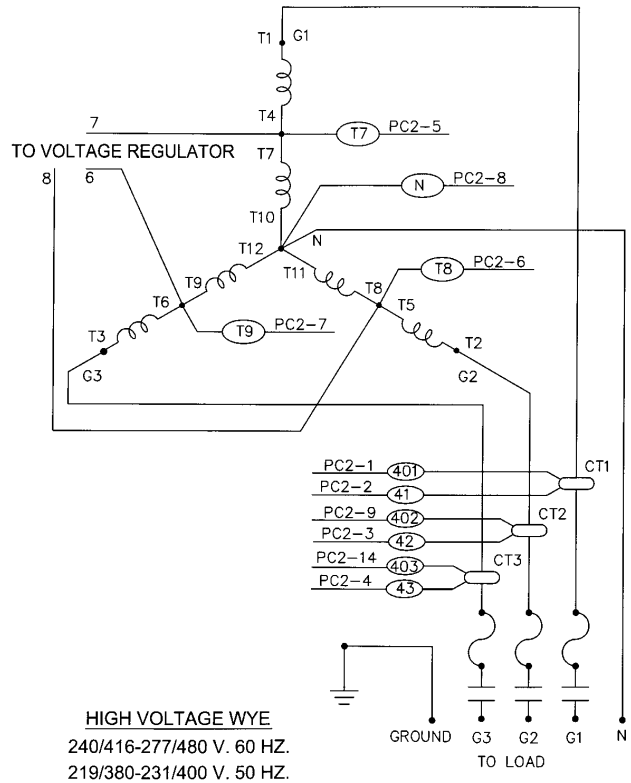 T1 G1
T4
7
T7 PC2-5
TO VOLTAGE REGULATOR
T7
8 6
N PC2-8
T10
T12 N
T9 T11
T8 PC2-6
T6 T8
T5
T9 PC2-7
T3 T2
G3 G2
PC2-1 401 CT1
PC2-2 41
PC2-9 402 CT2
PC2-3 42
PC2-14 403 CT3
PC2-4 43
GROUND G3 G2 G1 N
TO LOAD
HIGH VOLTAGE WYE
240/416-277/480 V. 60 HZ.
219/380-231/400 V. 50 HZ.